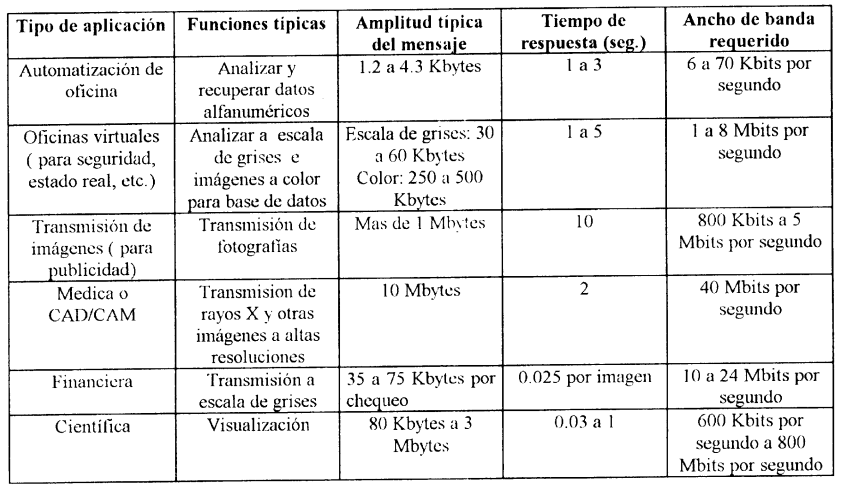 Tipo de aplicación
Funciones típicas
Amplitud típica
del mensaje
Tiempo de
respuesta (seg.)
Ancho de banda
requerido
Automatización de
oficina
Analizar y
recuperar datos
alfanuméricos
1.2 a 4.3 Kbytes
1 a 3
6 a 70 Kbits por
segundo
Oficinas virtuales
( para seguridad,
estado real, etc.)
Analizar a escala
de grises e
imágenes a color
para base de datos
Escala de grises: 30
a 60 Kbytes
Color: 250 a 500
Kbytes
1 a 5
1 a 8 Mbits por
segundo
Transmisión de
imágenes ( para
publicidad)
Transmisión de
fotografías
Mas de 1 Mbytes
10
800 Kbits a 5
Mbits por segundo
Medica o
CAD/CAM
Transmision de
rayos X y otras
imágenes a altas
resoluciones
10 Mbytes
2
40 Mbits por
segundo
Financiera
Transmisión a
escala de grises
35 a 75 Kbytes por
chequeo
0.025 por imagen
10 a 24 Mbits por
segundo
Científica
Visualización
80 Kbytes a 3
Mbytes
0.03 a 1
600 Kbits por
segundo a 800
Mbits por segundo